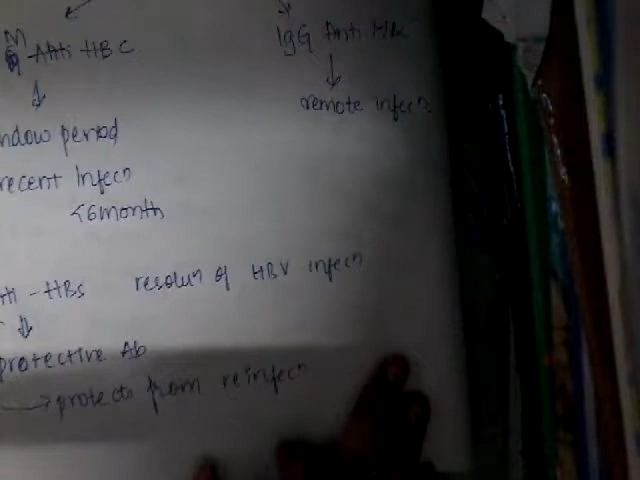 M Anti HBC
IgG Anti HBC
remote infecn
ndow period
recent Infecn
<6month
nti - HBs resolun of HBV infecn
protective Ab
protects from reinfecn